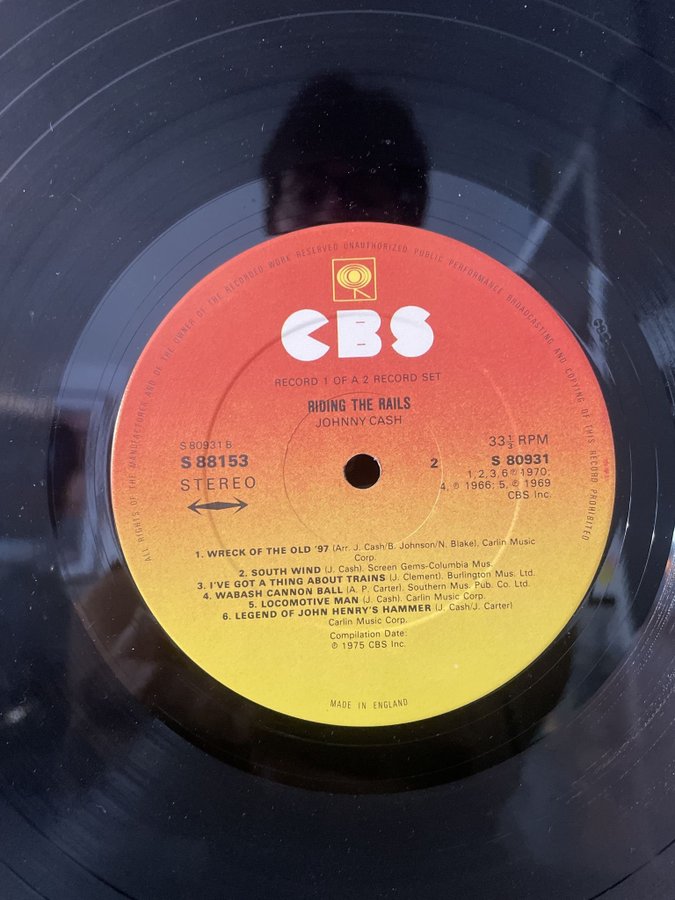 ALL RIGHTS OF THE MANUFACTURER AND OF THE OWNER OF THE RECORDED WORK RESERVED UNAUTHORIZED PUBLIC PERFORMANCE BROADCASTING AND COPYING OF THIS RECORD PROHIBITED
CBS
RECORD 1 OF A 2 RECORD SET
RIDING THE RAILS
JOHNNY CASH
S 80931 B
S 88153
STEREO
2
33⅓ RPM
S 80931
1, 2, 3, 6 ℗ 1970;
4, ℗ 1966; 5, ℗ 1969
CBS Inc.
1. WRECK OF THE OLD '97 (Arr. J. Cash/B. Johnson/N. Blake), Carlin Music
Corp.
2. SOUTH WIND (J. Cash). Screen Gems-Columbia Mus.
3. I'VE GOT A THING ABOUT TRAINS (J. Clement), Burlington Mus. Ltd.
4. WABASH CANNON BALL (A. P. Carter). Southern Mus. Pub. Co. Ltd.
5. LOCOMOTIVE MAN (J. Cash). Carlin Music Corp.
6. LEGEND OF JOHN HENRY'S HAMMER (J. Cash/J. Carter)
Carlin Music Corp.
Compilation Date:
℗ 1975 CBS Inc.
MADE IN ENGLAND